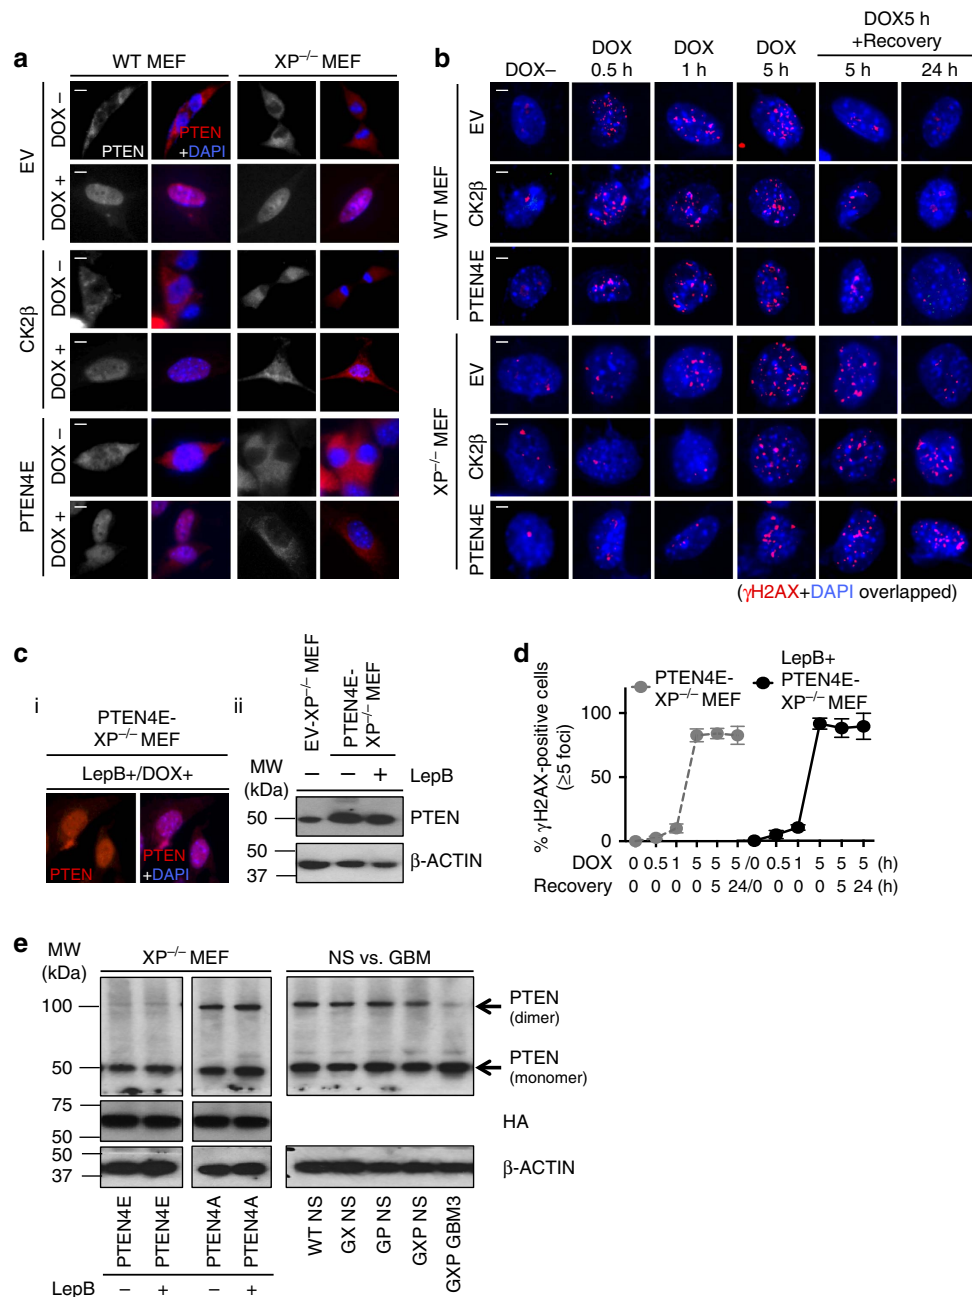 a
WT MEF
XP–/– MEF
EV
DOX –
PTEN
PTEN
+DAPI
DOX +
CK2β
DOX –
DOX +
PTEN4E
DOX –
DOX +
b
DOX–
DOX
0.5 h
DOX
1 h
DOX
5 h
DOX5 h
+Recovery
5 h
24 h
WT MEF
EV
CK2β
PTEN4E
XP–/– MEF
EV
CK2β
PTEN4E
(γH2AX+DAPI overlapped)
c
i
PTEN4E-
XP–/– MEF
LepB+/DOX+
PTEN
PTEN
+DAPI
ii
EV-XP–/– MEF
PTEN4E-
XP–/– MEF
MW
(kDa)
– – + LepB
50
PTEN
50
37
β-ACTIN
d
PTEN4E-
XP–/– MEF
LepB+
PTEN4E-
XP–/– MEF
% γH2AX-positive cells
(≥5 foci)
100
50
0
DOX 0 0.5 1 5 5 5 /0 0.5 1 5 5 5 (h)
Recovery 0 0 0 0 5 24/0 0 0 0 5 24 (h)
e
MW
(kDa)
XP–/– MEF
NS vs. GBM
100
PTEN
(dimer)
50
PTEN
(monomer)
75
50
HA
50
37
β-ACTIN
PTEN4E
PTEN4E
PTEN4A
PTEN4A
WT NS
GX NS
GP NS
GXP NS
GXP GBM3
LepB – + – +